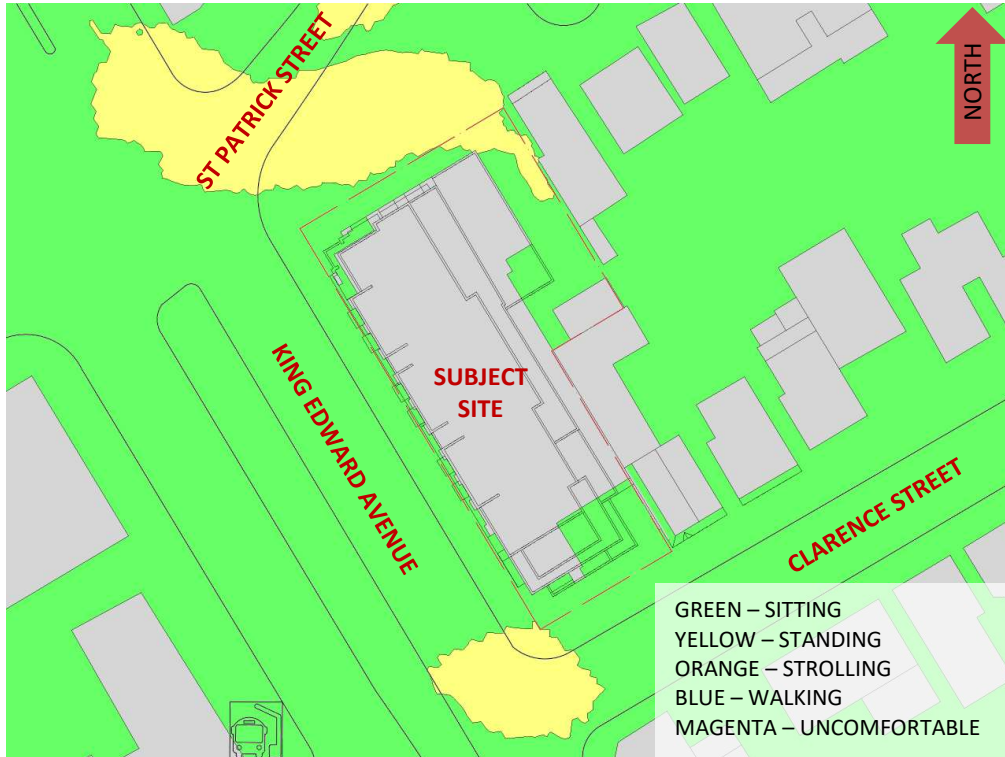 ST PATRICK STREET
NORTH
KING EDWARD AVENUE
SUBJECT
SITE
CLARENCE STREET
GREEN – SITTING
YELLOW – STANDING
ORANGE – STROLLING
BLUE – WALKING
MAGENTA – UNCOMFORTABLE